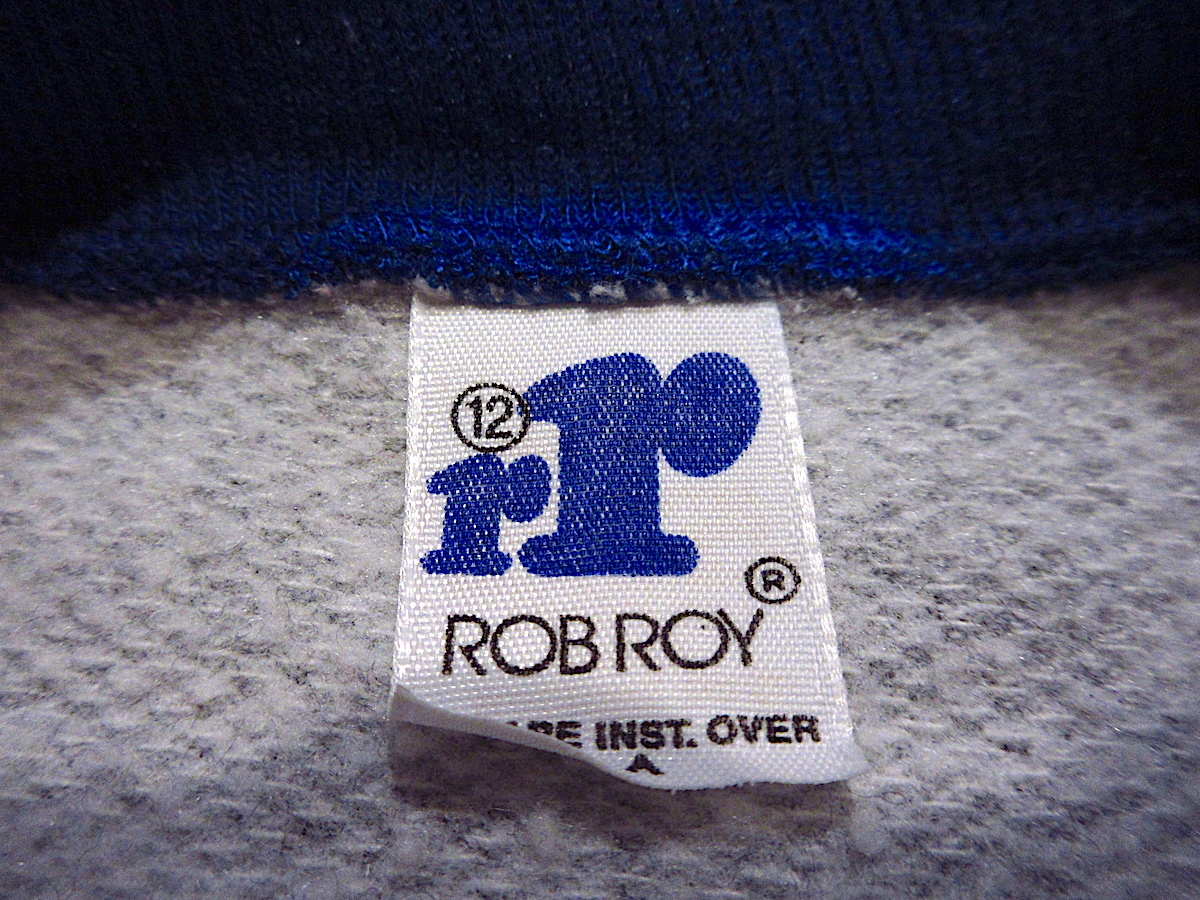 12
rr
ROB ROY ®
INST. OVER